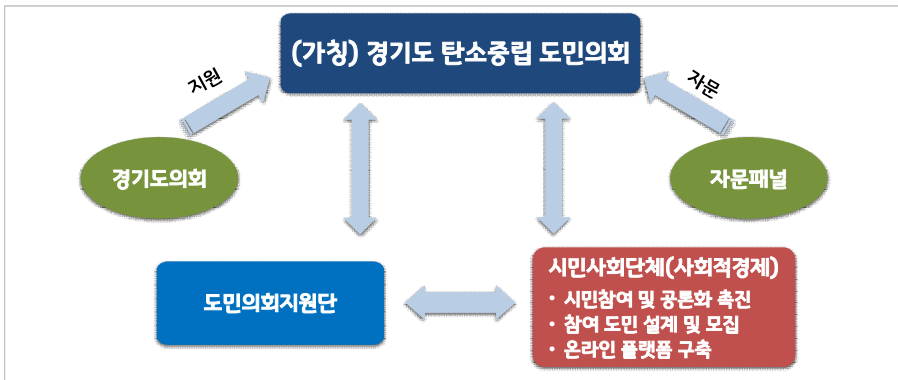 (가칭) 경기도 탄소중립 도민의회
지원
자문
경기도의회
자문패널
도민의회지원단
시민사회단체(사회적경제)
• 시민참여 및 공론화 촉진
• 참여 도민 설계 및 모집
• 온라인 플랫폼 구축